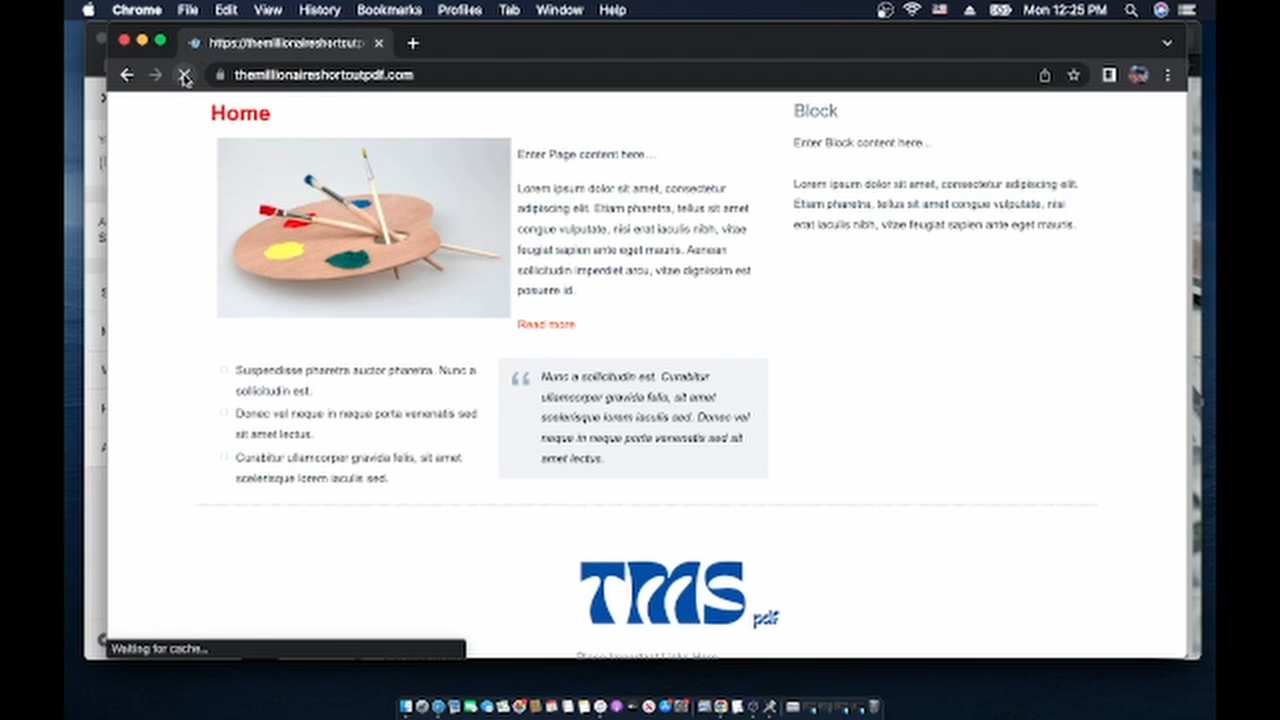 Chrome File Edit View History Bookmarks Profiles Tab Window Help
Mon 12:25 PM
https://themillionaireshortcutp
themillionaireshortcutpdf.com
Home
Enter Page content here...
Lorem ipsum dolor sit amet, consectetur
adipiscing elit. Etiam pharetra, tellus sit amet
congue vulputate, nisi erat iaculis nibh, vitae
feugiat sapien ante eget mauris. Aenean
sollicitudin imperdiet arcu, vitae dignissim est
posuere id.
Read more
Suspendisse pharetra auctor pharetra. Nunc a
sollicitudin est.
Donec vel neque in neque porta venenatis sed
sit amet lectus.
Curabitur ullamcorper gravida felis, sit amet
scelerisque lorem iaculis sed.
“ Nunc a sollicitudin est. Curabitur
ullamcorper gravida felis, sit amet
scelerisque lorem iaculis sed. Donec vel
neque in neque porta venenatis sed sit
amet lectus.
Block
Enter Block content here...
Lorem ipsum dolor sit amet, consectetur adipiscing elit.
Etiam pharetra, tellus sit amet congue vulputate, nisi
erat iaculis nibh, vitae feugiat sapien ante eget mauris.
TMS pdf
Waiting for cache...